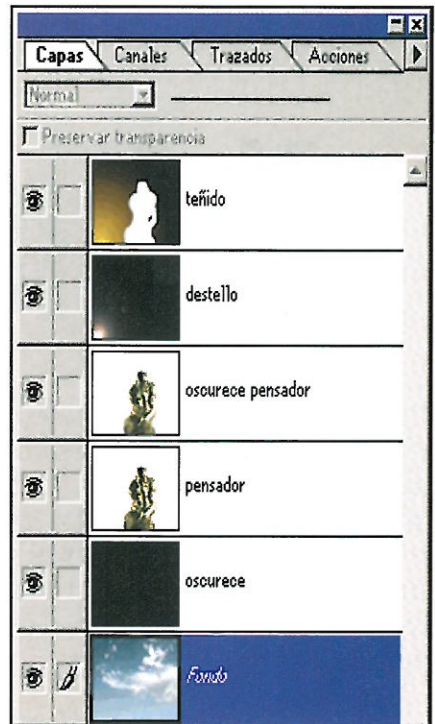 Capas Canales Trazados Acciones
Normal
Preservar transparencia
teñido
destello
oscurece pensador
pensador
oscurece
Fondo